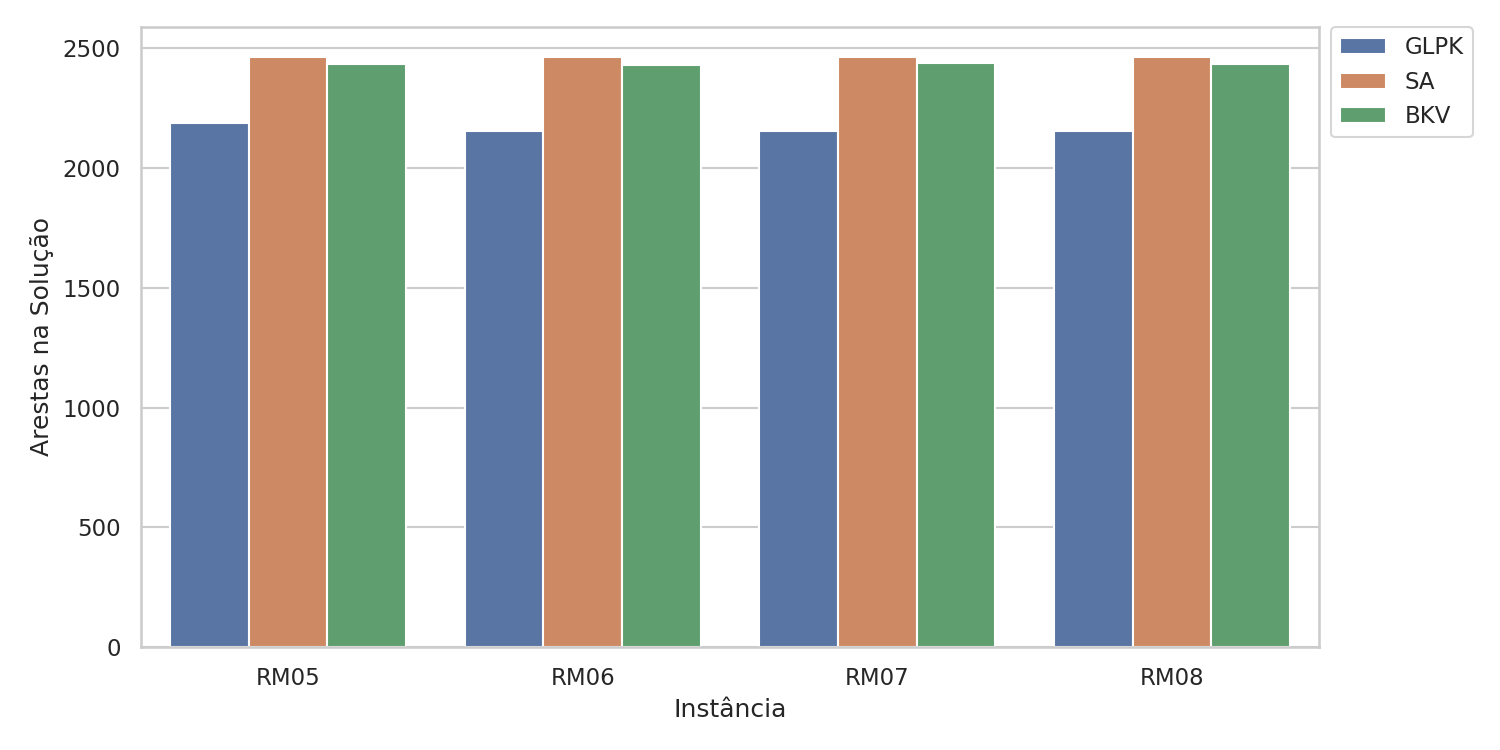 GLPK
SA
BKV
Arestas na Solução
2500
2000
1500
1000
500
0
RM05 RM06 RM07 RM08
Instância